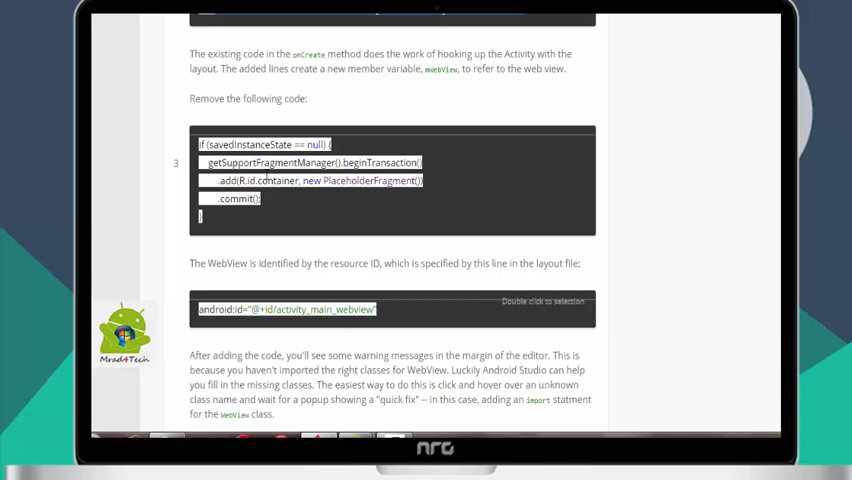 The existing code in the onCreate method does the work of hooking up the Activity with the
layout. The added lines create a new member variable, mWebView, to refer to the web view.
Remove the following code:
if (savedInstanceState == null) {
3
getSupportFragmentManager().beginTransaction()
.add(R.id.container, new PlaceholderFragment())
.commit();
}
The WebView is identified by the resource ID, which is specified by this line in the layout file:
Double click to selection
android:id="@+id/activity_main_webview"
Mrad4Tech
After adding the code, you'll see some warning messages in the margin of the editor. This is
because you haven't imported the right classes for WebView. Luckily Android Studio can help
you fill in the missing classes. The easiest way to do this is click and hover over an unknown
class name and wait for a popup showing a "quick fix" -- in this case, adding an import statment
for the WebView class.
nrg